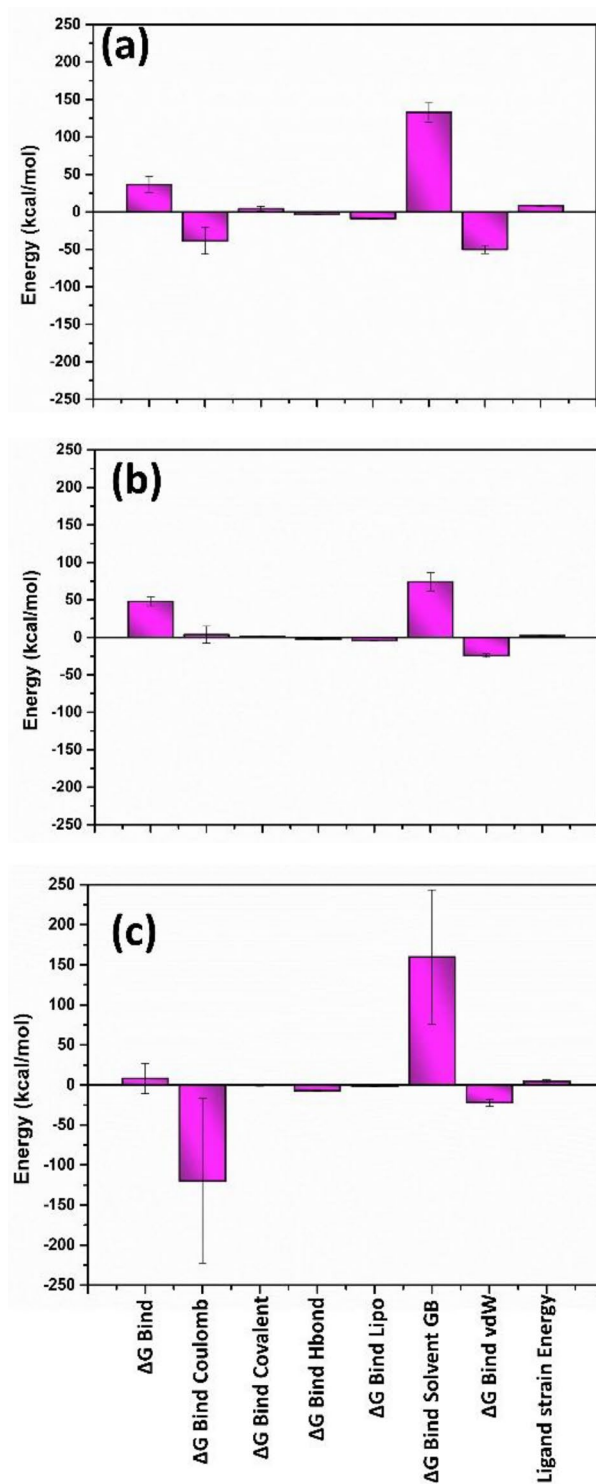 (a)
Energy (kcal/mol)
250
200
150
100
50
0
-50
-100
-150
-200
-250
(b)
Energy (kcal/mol)
250
200
150
100
50
0
-50
-100
-150
-200
-250
(c)
Energy (kcal/mol)
250
200
150
100
50
0
-50
-100
-150
-200
-250
ΔG Bind
ΔG Bind Coulomb
ΔG Bind Covalent
ΔG Bind Hbond
ΔG Bind Lipo
ΔG Bind Solvent GB
ΔG Bind vdW
Ligand strain Energy